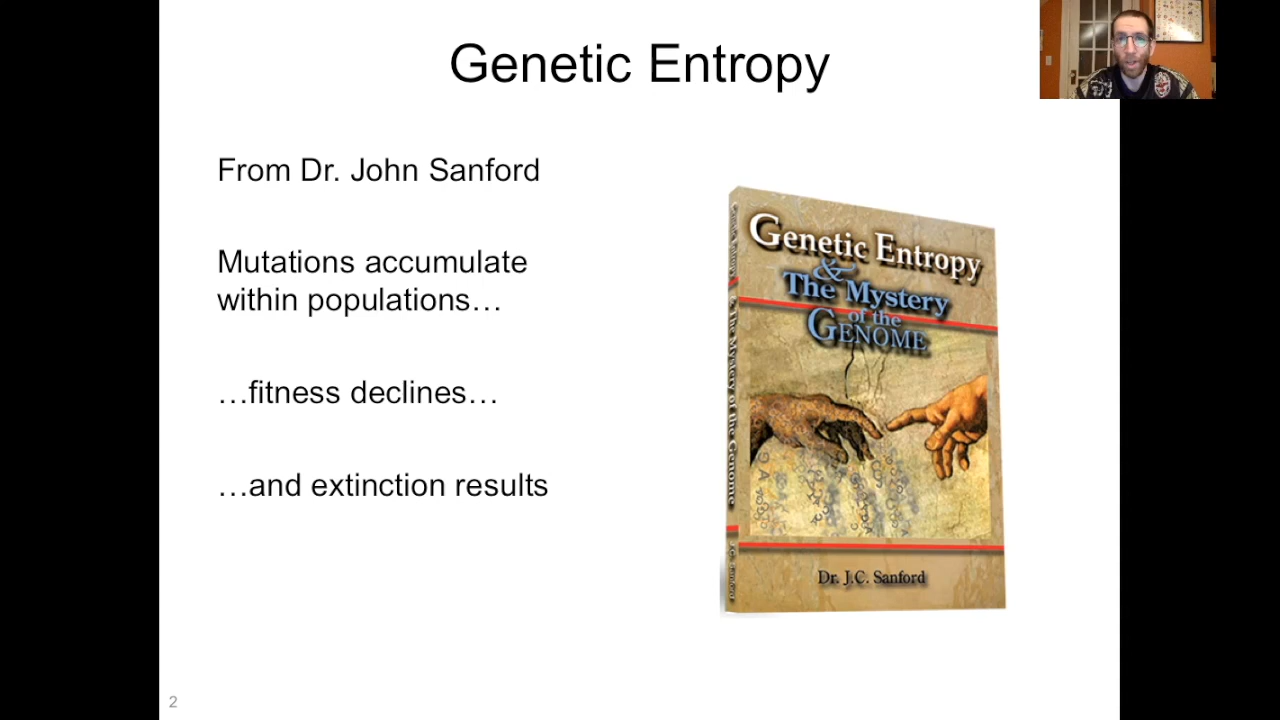 Genetic Entropy
From Dr. John Sanford
Mutations accumulate
within populations…
…fitness declines…
…and extinction results
Genetic Entropy
&
The Mystery
of the
GENOME
Dr. J.C. Sanford
2